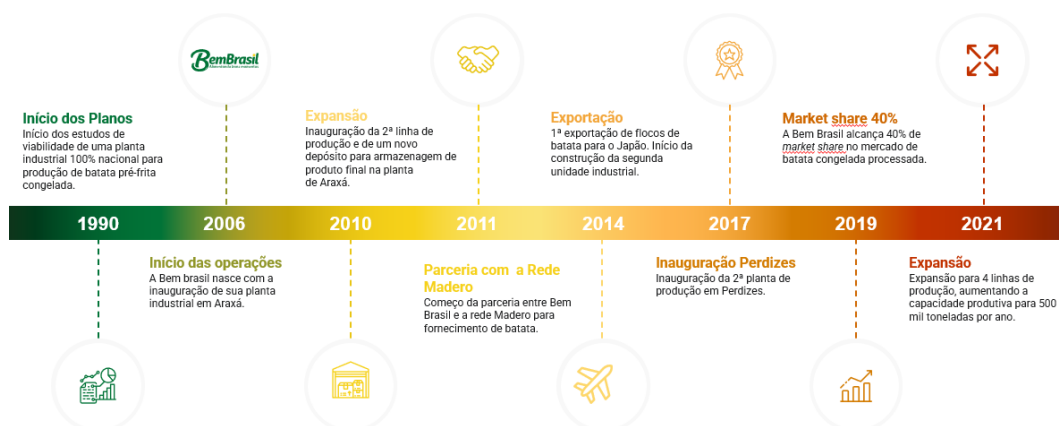 BemBrasil
Início dos Planos
Início dos estudos de
viabilidade de uma planta
industrial 100% nacional para
produção de batata pré-frita
congelada.
Expansão
Inauguração da 2ª linha de
produção e de um novo
depósito para armazenagem de
produto final na planta
de Araxá.
Exportação
1ª exportação de flocos de
batata para o Japão. Início da
construção da segunda
unidade industrial.
Market share 40%
A Bem Brasil alcança 40% de
market share no mercado de
batata congelada processada.
1990
2006
2010
2011
2014
2017
2019
2021
Início das operações
A Bem brasil nasce com a
inauguração de sua planta
industrial em Araxá.
Parceria com a Rede
Madero
Começo da parceria entre Bem
Brasil e a rede Madero para
fornecimento de batata.
Inauguração Perdizes
Inauguração da 2ª planta de
produção em Perdizes.
Expansão
Expansão para 4 linhas de
produção, aumentando a
capacidade produtiva para 500
mil toneladas por ano.